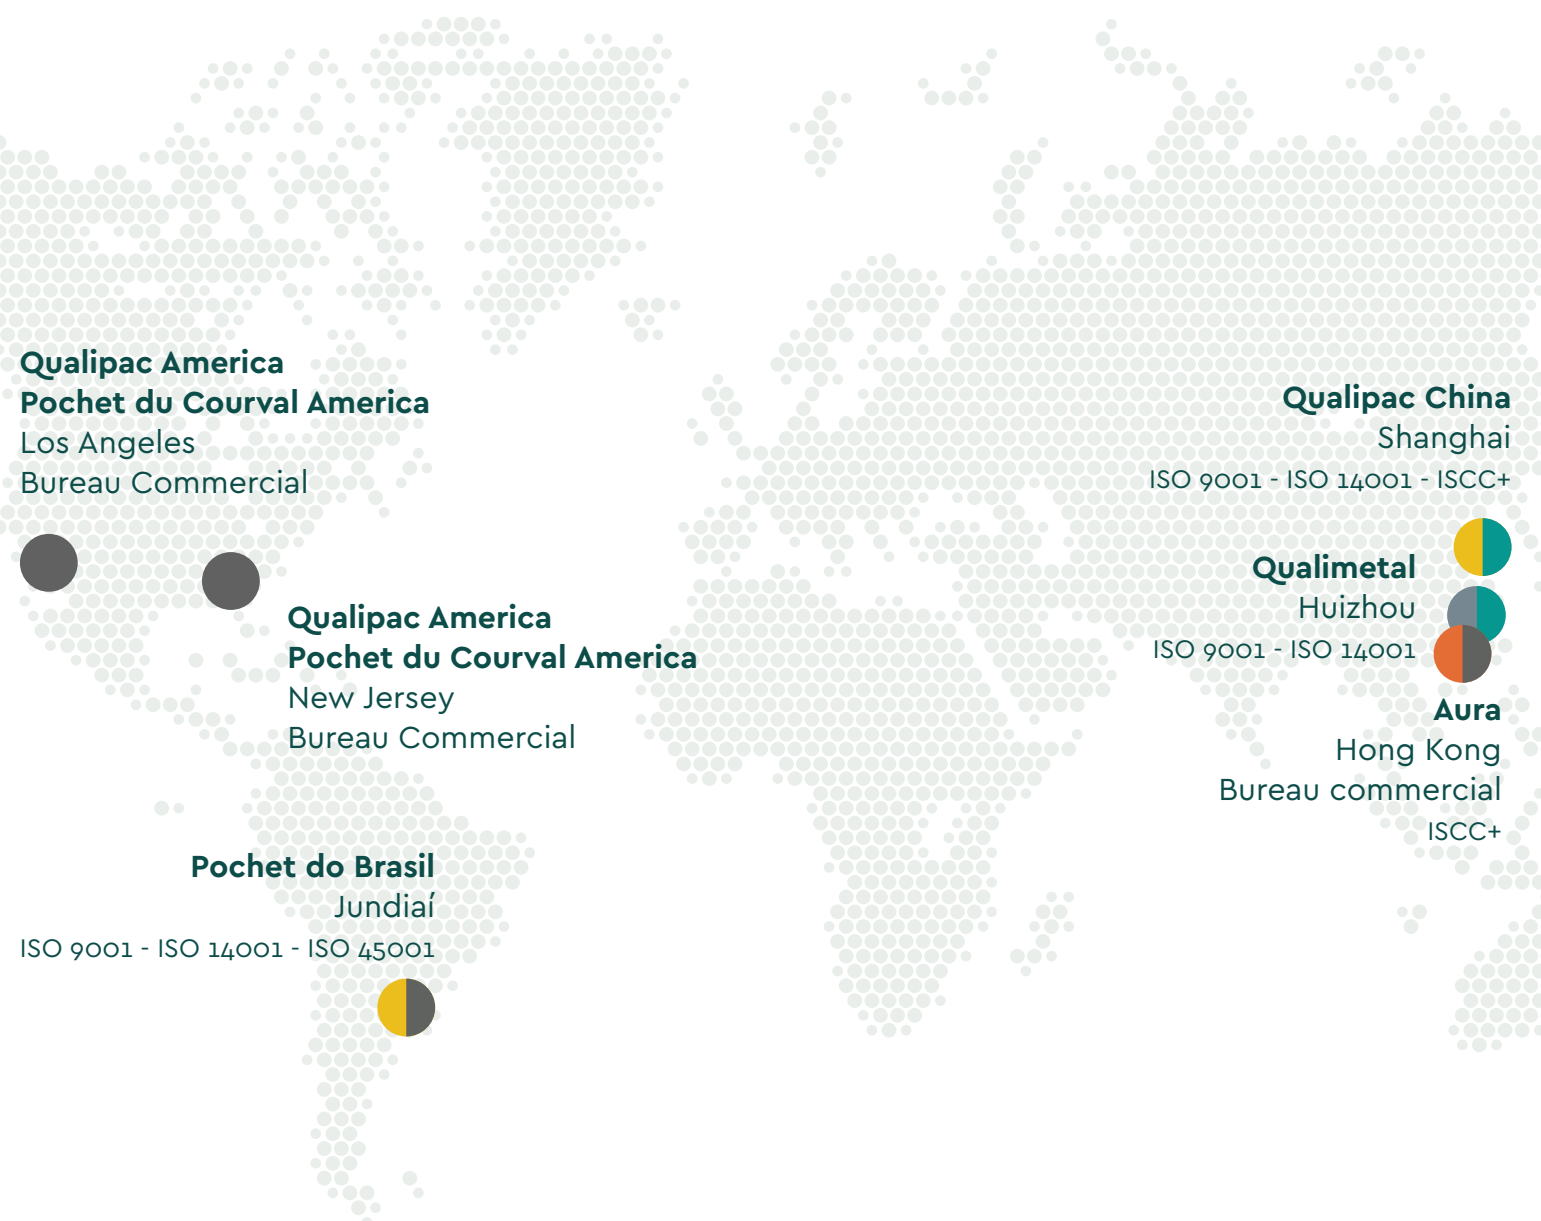 Qualipac America
Pochet du Courval America
Los Angeles
Bureau Commercial
Qualipac America
Pochet du Courval America
New Jersey
Bureau Commercial
Pochet do Brasil
Jundiaí
ISO 9001 - ISO 14001 - ISO 45001
Qualipac China
Shanghai
ISO 9001 - ISO 14001 - ISCC+
Qualimetal
Huizhou
ISO 9001 - ISO 14001
Aura
Hong Kong
Bureau commercial
ISCC+